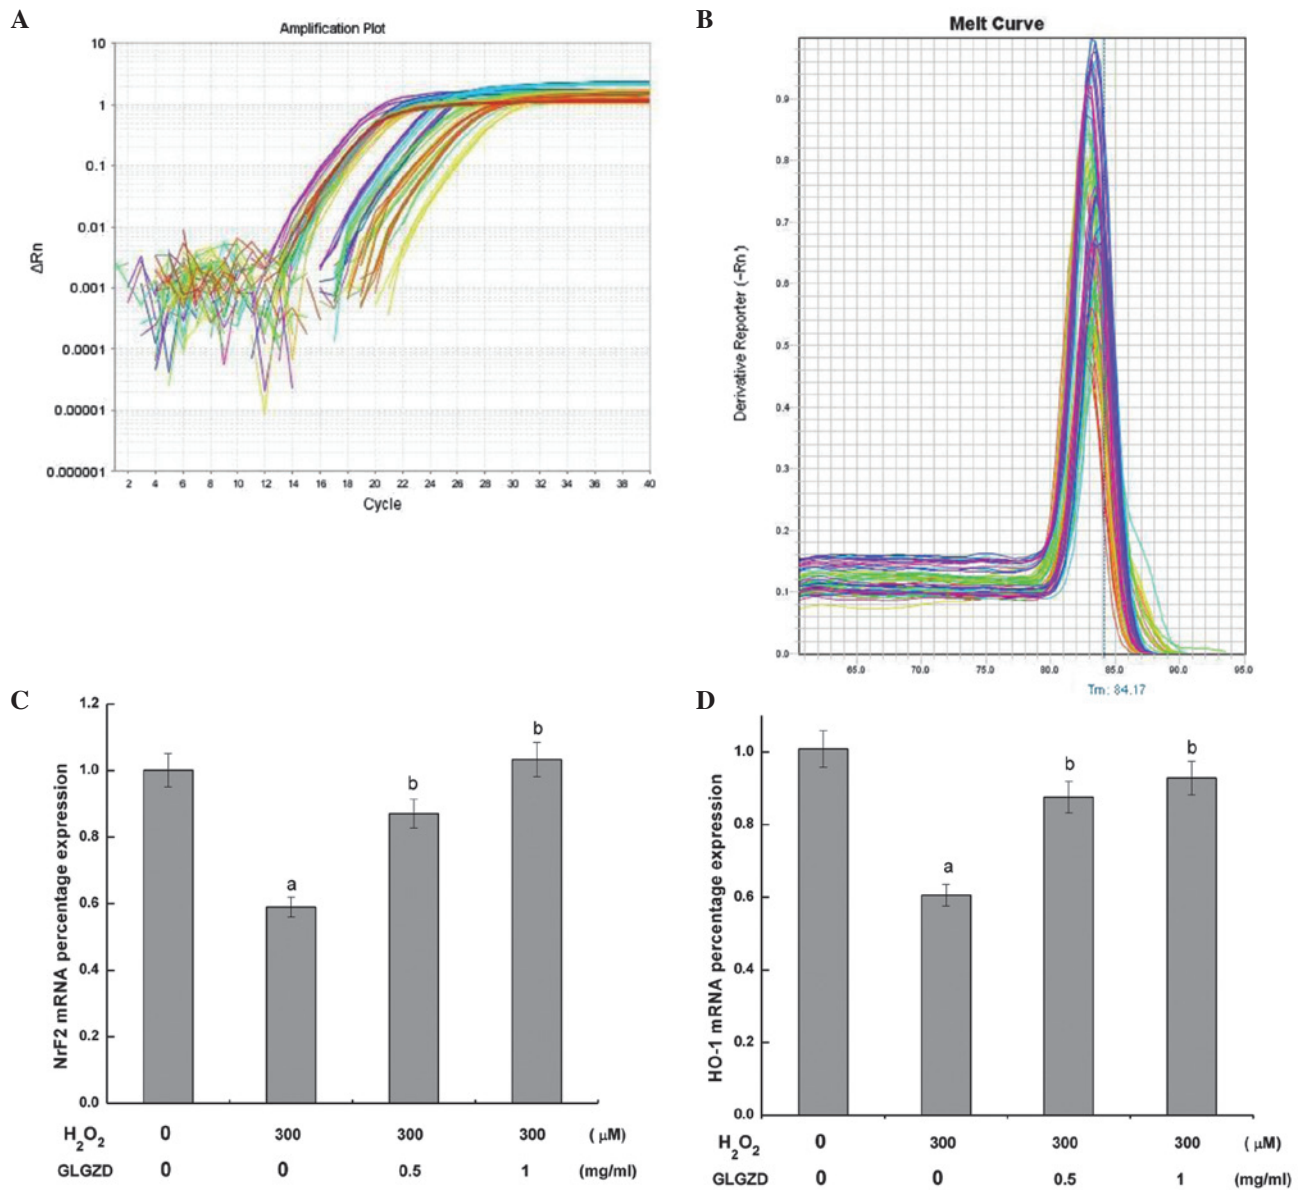 A
Amplification Plot
10
1
0.1
0.01
0.001
0.0001
0.00001
0.000001
ΔRn
2 4 6 8 10 12 14 16 18 20 22 24 26 28 30 32 34 36 38 40
Cycle
B
Melt Curve
0.9
0.8
0.7
0.6
0.5
0.4
0.3
0.2
0.1
0.0
Derivative Reporter (-Rn')
65.0 70.0 75.0 80.0 85.0 90.0 95.0
Tm: 84.17
C
1.2
1.0
0.8
0.6
0.4
0.2
0.0
NrF2 mRNA percentage expression
a
b
b
H2O2 0 300 300 300 (μM)
GLGZD 0 0 0.5 1 (mg/ml)
D
1.0
0.8
0.6
0.4
0.2
0.0
HO-1 mRNA percentage expression
a
b
b
H2O2 0 300 300 300 (μM)
GLGZD 0 0 0.5 1 (mg/ml)